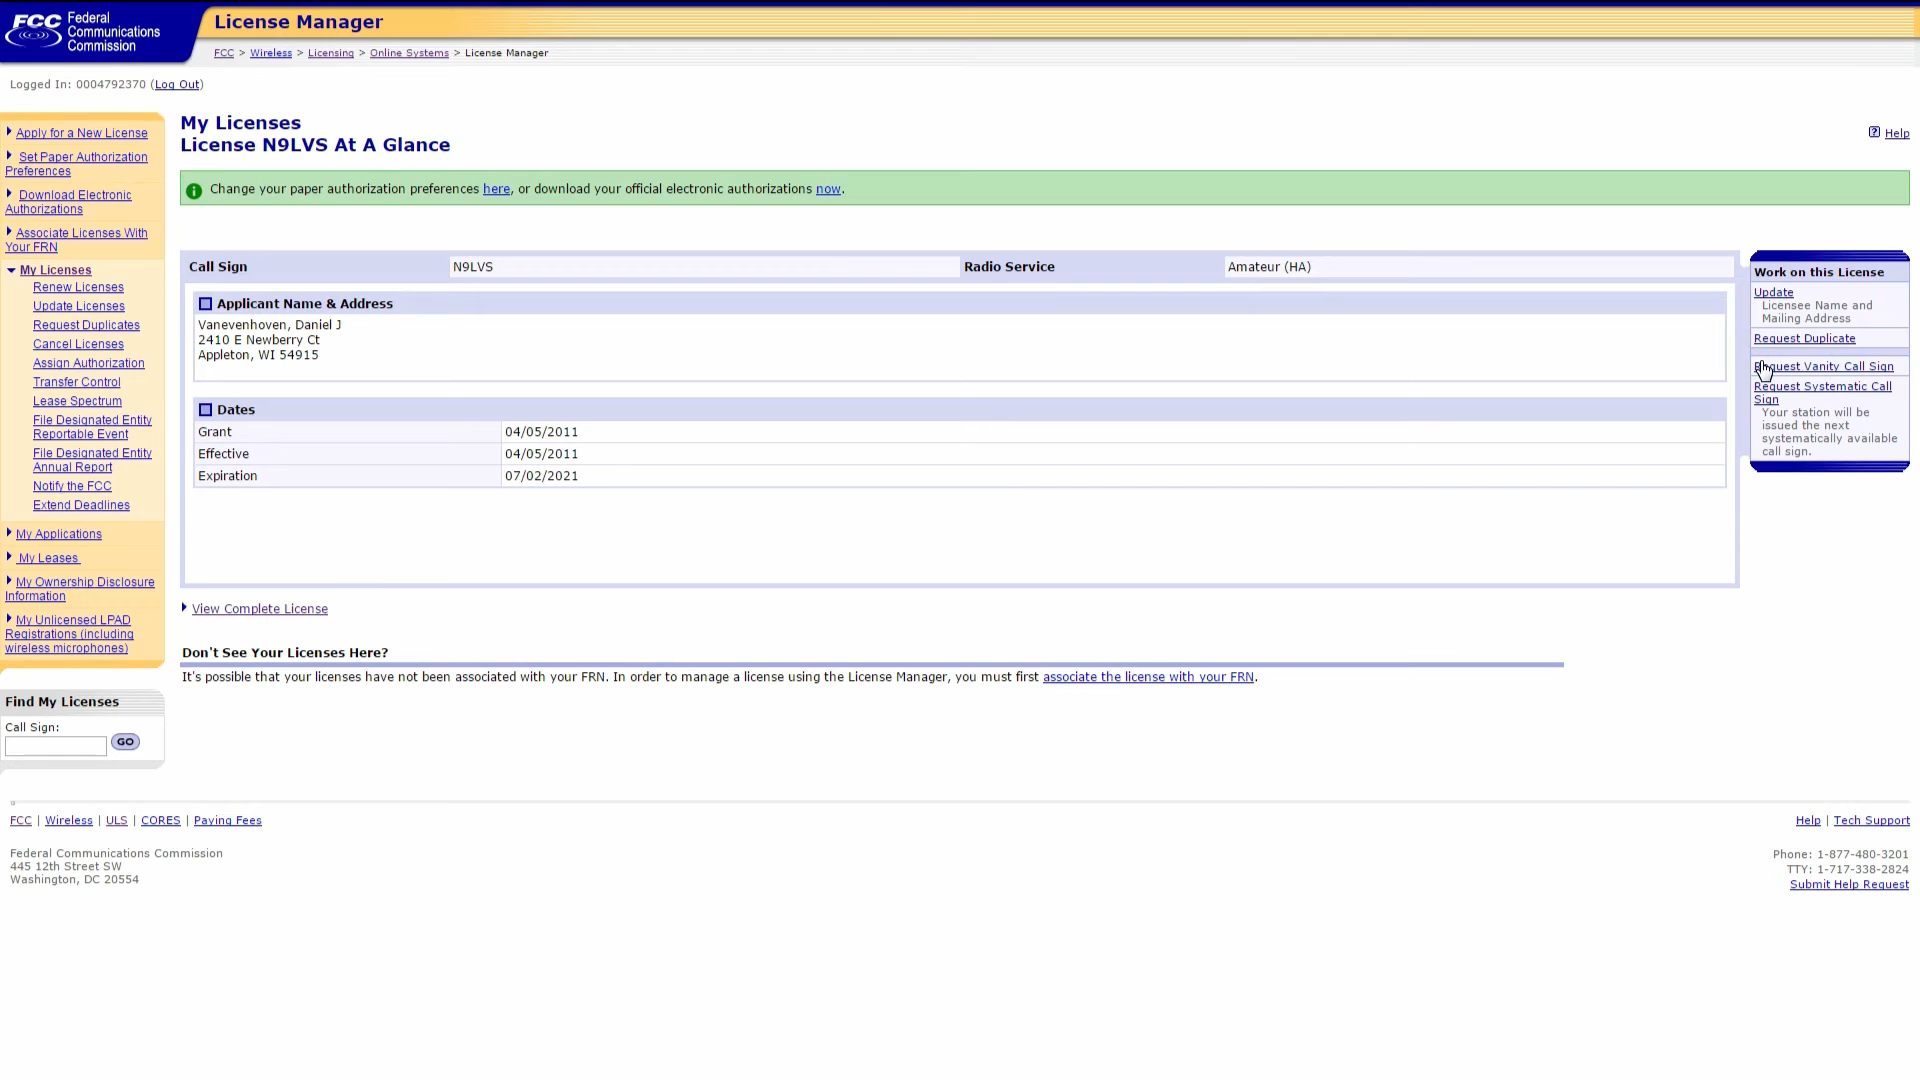 FCC Federal
Communications
Commission
License Manager
FCC > Wireless > Licensing > Online Systems > License Manager
Logged In: 0004792370 (Log Out)
Apply for a New License
Set Paper Authorization
Preferences
Download Electronic
Authorizations
Associate Licenses With
Your FRN
My Licenses
Renew Licenses
Update Licenses
Request Duplicates
Cancel Licenses
Assign Authorization
Transfer Control
Lease Spectrum
File Designated Entity
Reportable Event
File Designated Entity
Annual Report
Notify the FCC
Extend Deadlines
My Applications
My Leases
My Ownership Disclosure
Information
My Unlicensed LPAD
Registrations (including
wireless microphones)
Find My Licenses
Call Sign:
GO
My Licenses
License N9LVS At A Glance
? Help
Change your paper authorization preferences here, or download your official electronic authorizations now.
Call Sign N9LVS Radio Service Amateur (HA)
Applicant Name & Address
Vanevenhoven, Daniel J
2410 E Newberry Ct
Appleton, WI 54915
Dates
Grant 04/05/2011
Effective 04/05/2011
Expiration 07/02/2021
View Complete License
Don't See Your Licenses Here?
It's possible that your licenses have not been associated with your FRN. In order to manage a license using the License Manager, you must first associate the license with your FRN.
Work on this License
Update
Licensee Name and
Mailing Address
Request Duplicate
Request Vanity Call Sign
Request Systematic Call
Sign
Your station will be
issued the next
systematically available
call sign.
FCC | Wireless | ULS | CORES | Paying Fees
Help | Tech Support
Federal Communications Commission
445 12th Street SW
Washington, DC 20554
Phone: 1-877-480-3201
TTY: 1-717-338-2824
Submit Help Request